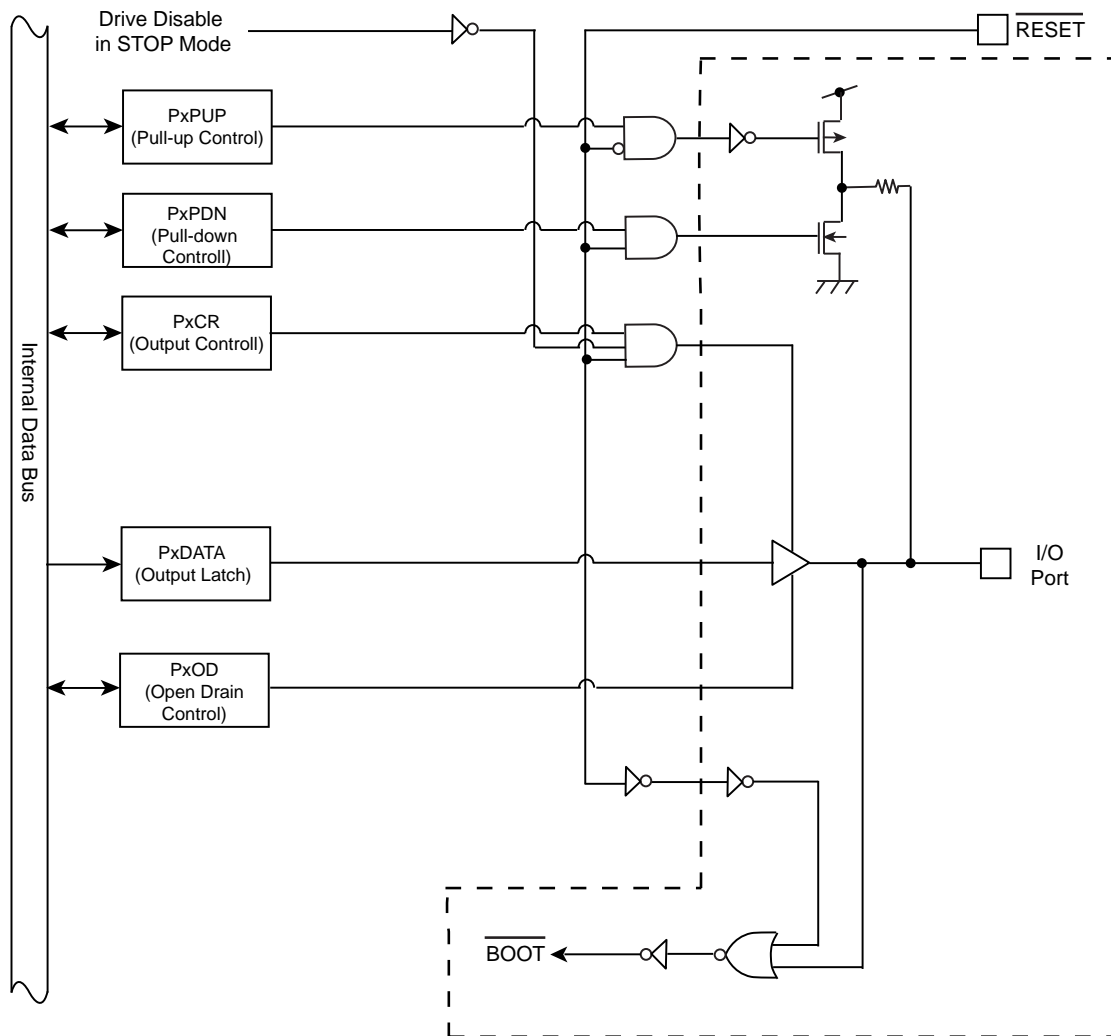 Drive Disable
in STOP Mode
RESET
PxPUP
(Pull-up Control)
PxPDN
(Pull-down
Controll)
PxCR
(Output Controll)
Internal Data Bus
PxDATA
(Output Latch)
I/O
Port
PxOD
(Open Drain
Control)
BOOT